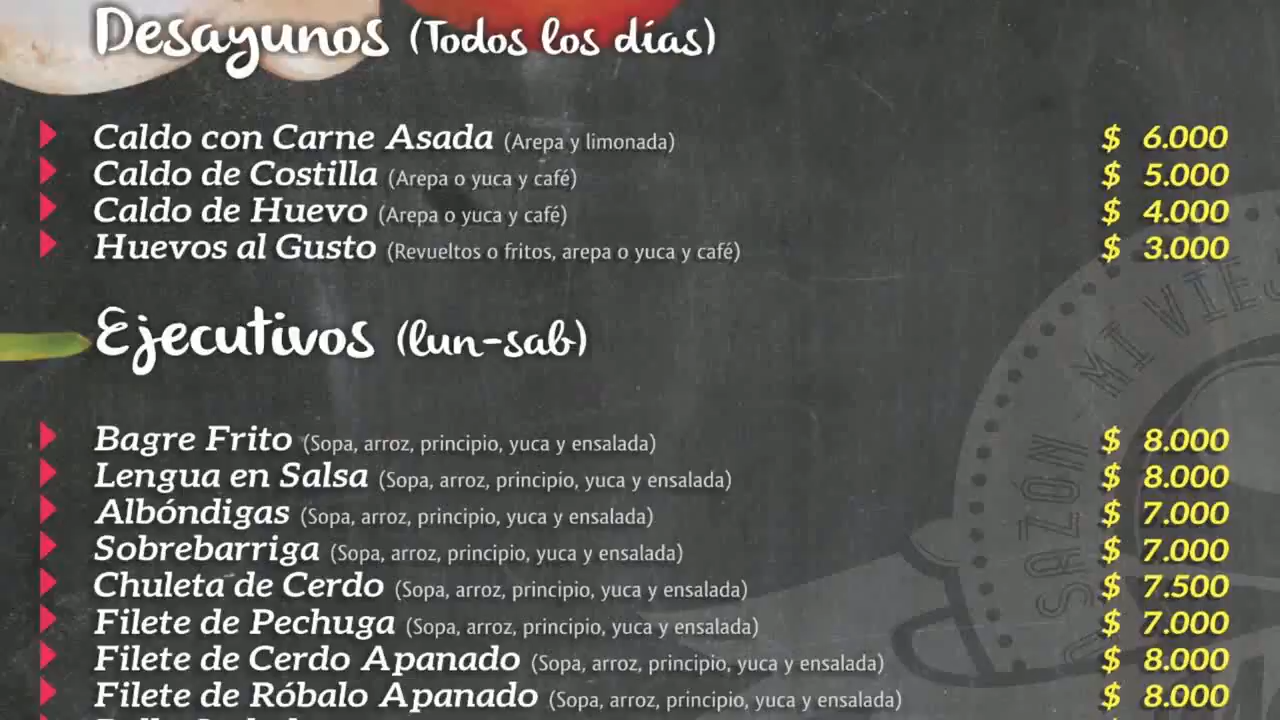 Desayunos (Todos los días)
Caldo con Carne Asada (Arepa y limonada) $ 6.000
Caldo de Costilla (Arepa o yuca y café) $ 5.000
Caldo de Huevo (Arepa o yuca y café) $ 4.000
Huevos al Gusto (Revueltos o fritos, arepa o yuca y café) $ 3.000
Ejecutivos (lun-sab)
Bagre Frito (Sopa, arroz, principio, yuca y ensalada) $ 8.000
Lengua en Salsa (Sopa, arroz, principio, yuca y ensalada) $ 8.000
Albóndigas (Sopa, arroz, principio, yuca y ensalada) $ 7.000
Sobrebarriga (Sopa, arroz, principio, yuca y ensalada) $ 7.000
Chuleta de Cerdo (Sopa, arroz, principio, yuca y ensalada) $ 7.500
Filete de Pechuga (Sopa, arroz, principio, yuca y ensalada) $ 7.000
Filete de Cerdo Apanado (Sopa, arroz, principio, yuca y ensalada) $ 8.000
Filete de Róbalo Apanado (Sopa, arroz, principio, yuca y ensalada) $ 8.000
SAZÓN - MI